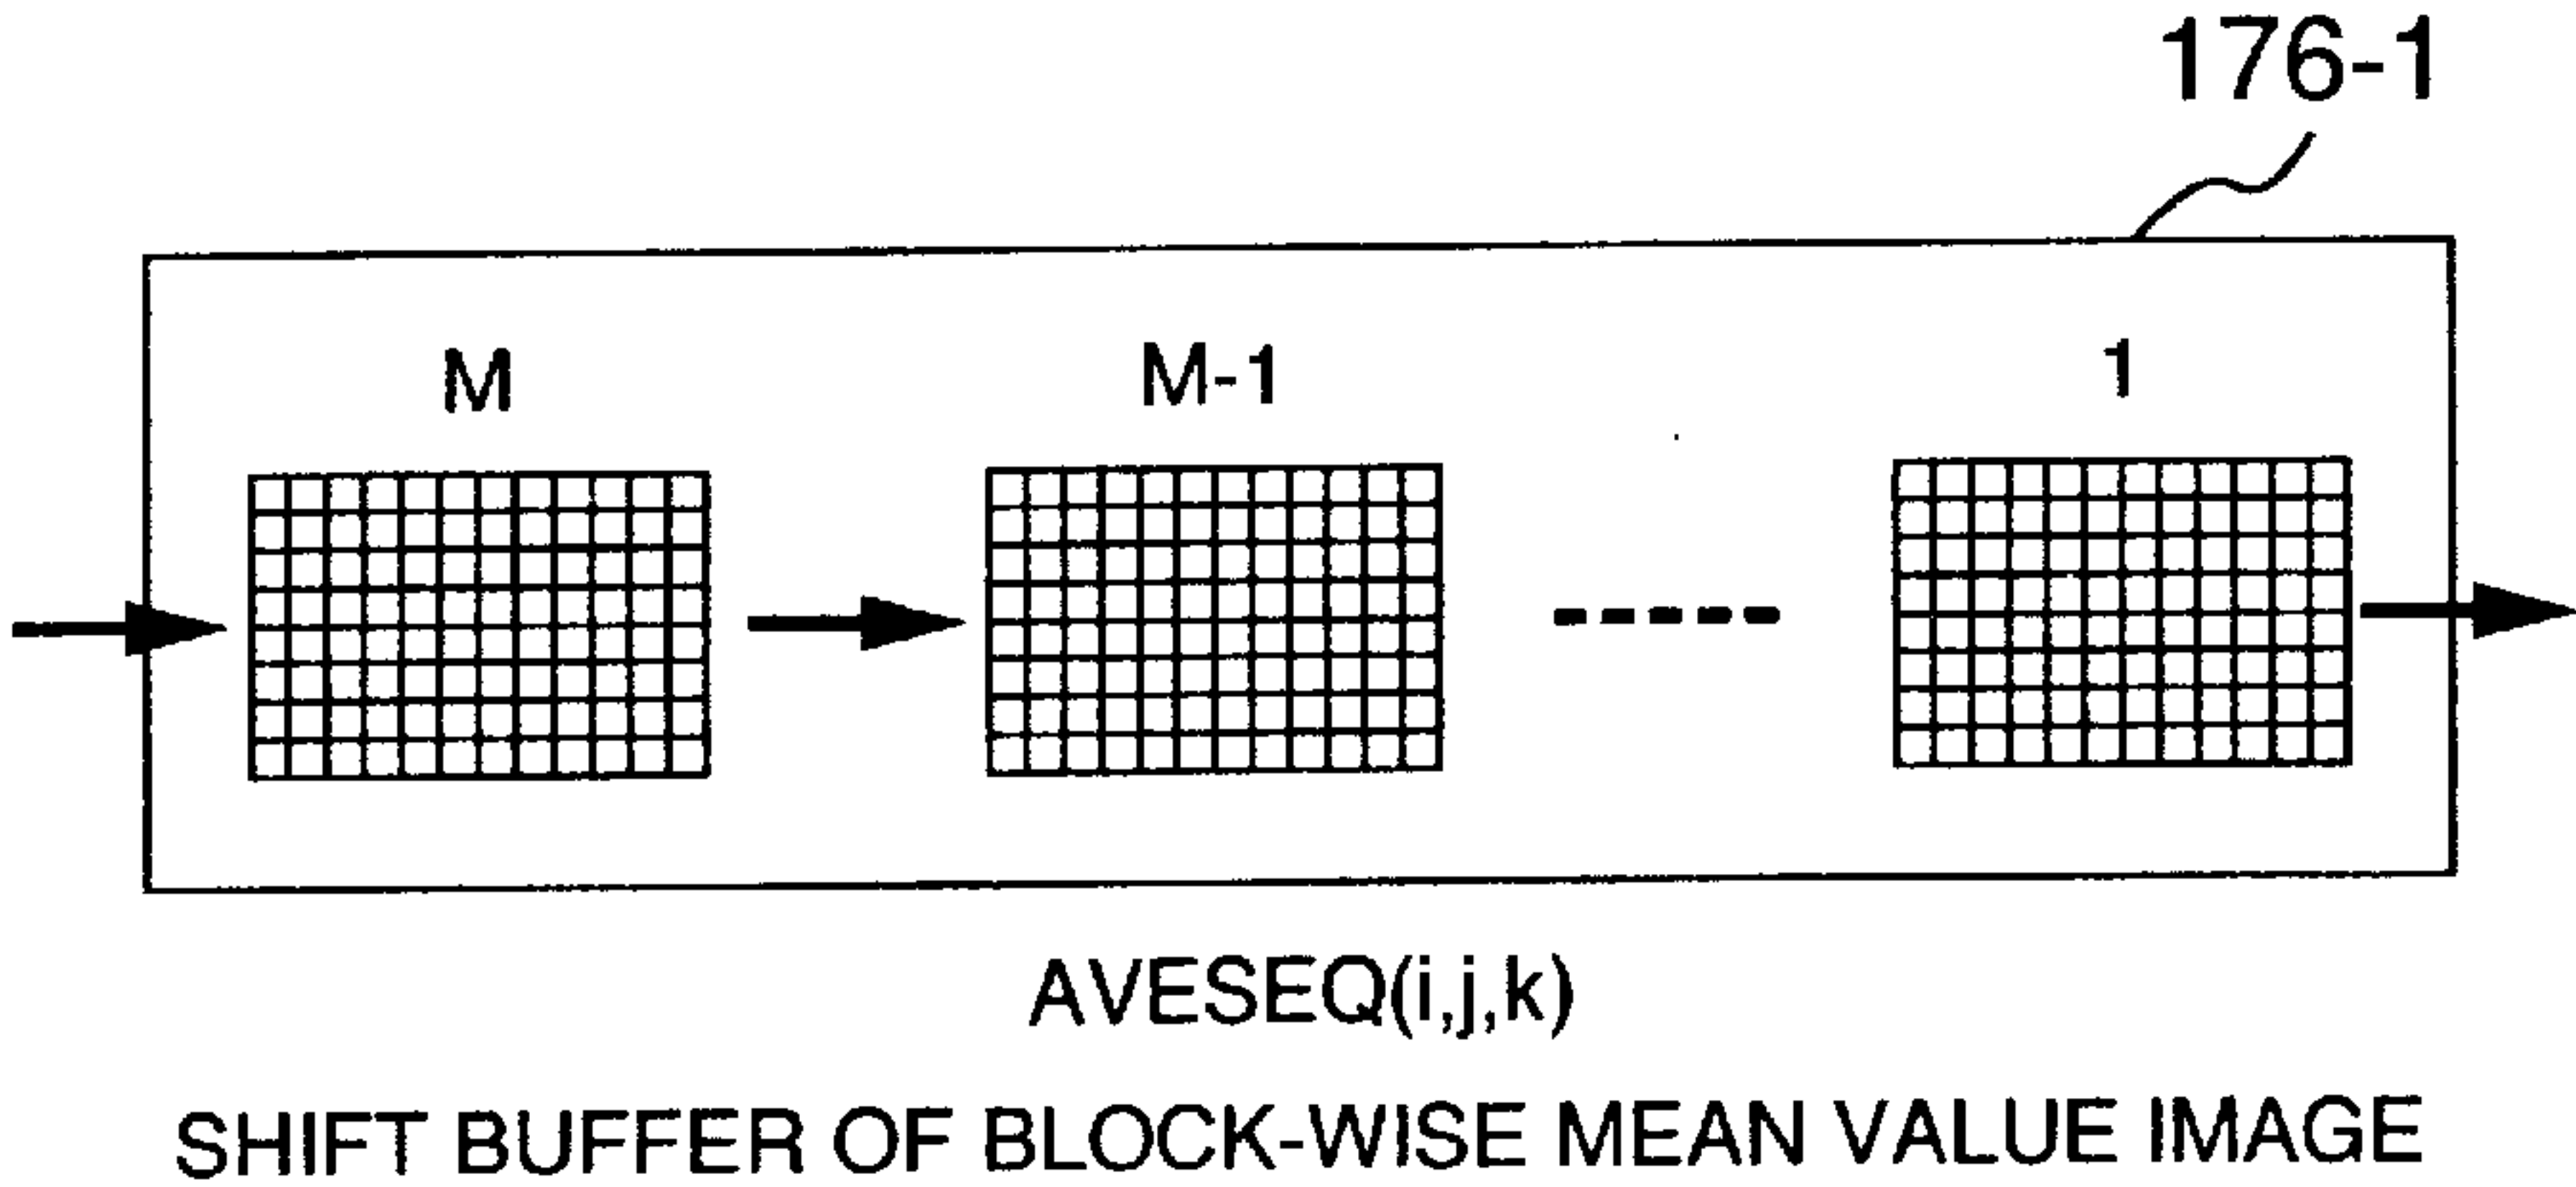 176-1
M M-1 1
AVESEQ(i,j,k)
SHIFT BUFFER OF BLOCK-WISE MEAN VALUE IMAGE